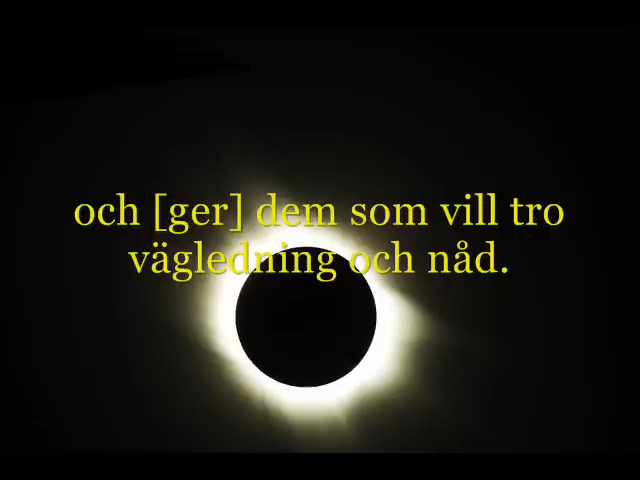 och [ger] dem som vill tro
vägledning och nåd.